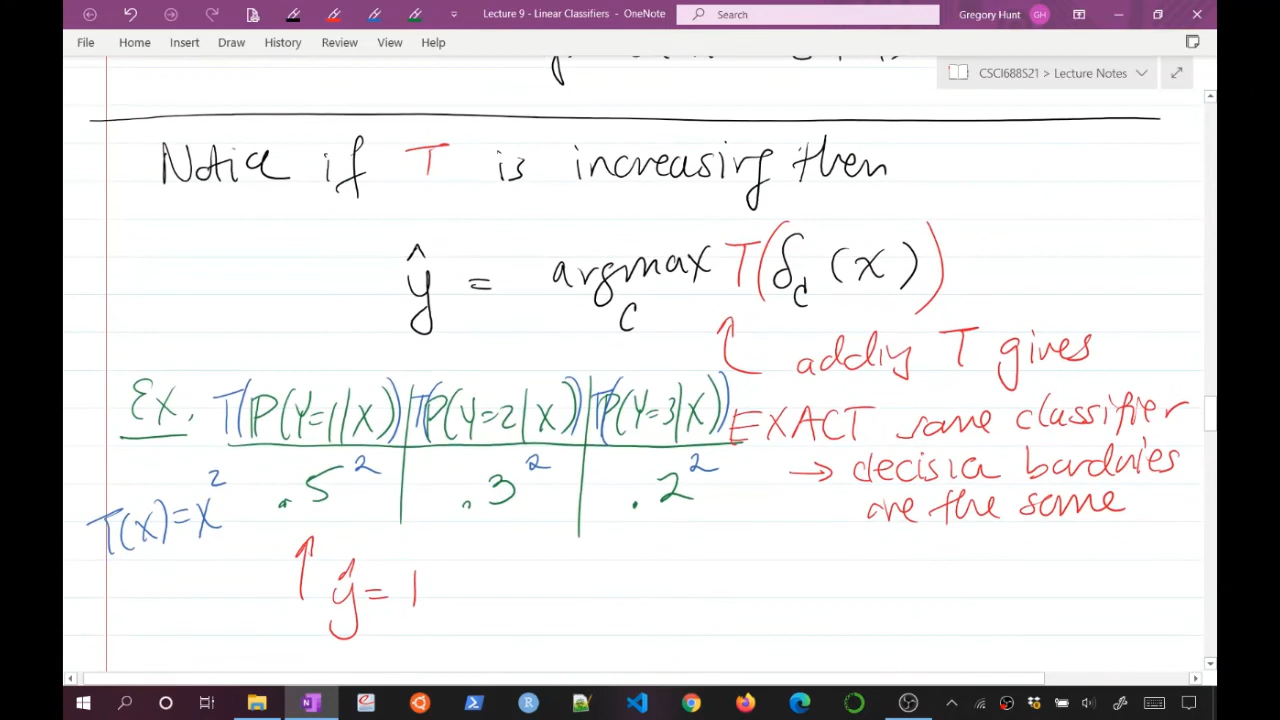 Lecture 9 - Linear Classifiers - OneNote
Search
Gregory Hunt GH
File Home Insert Draw History Review View Help
CSCI688S21 > Lecture Notes
Notice if T is increasing then
ŷ = argmax T(δc(x))
c
adding T gives
Ex. T(P(Y=1|X)) T(P(Y=2|X)) T(P(Y=3|X)) EXACT same classifier
.5² .3² .2² → decision boundaries
T(x)=x² are the same
ŷ = 1